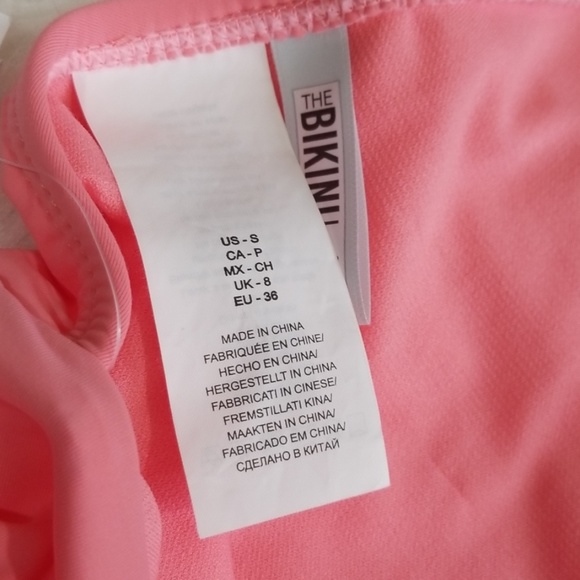 THE
BIKINI
US - S
CA - P
MX - CH
UK - 8
EU - 36
MADE IN CHINA
FABRIQUÉE EN CHINE/
HECHO EN CHINA/
HERGESTELLT IN CHINA
FABBRICATI IN CINESE/
FREMSTILLATI KINA/
MAAKTEN IN CHINA/
FABRICADO EM CHINA/
СДЕЛАНО В КИТАЙ